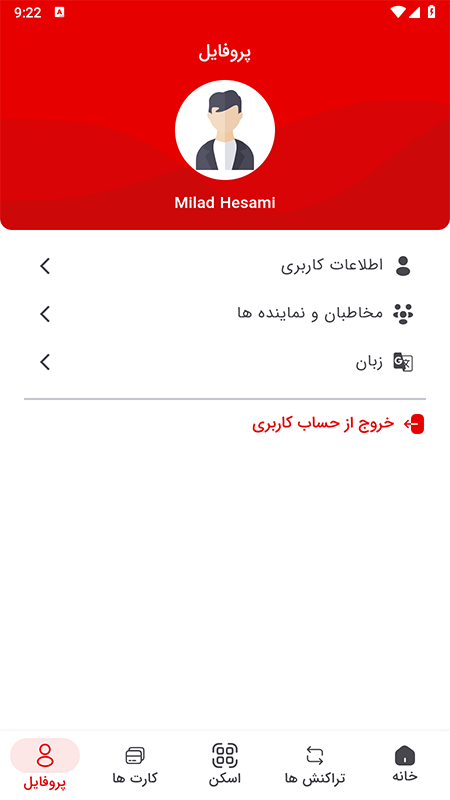 9:22 A
پروفایل
Milad Hesami
اطلاعات کاربری
مخاطبان و نماینده ها
زبان
خروج از حساب کاربری
خانه
تراکنش ها
اسکن
کارت ها
پروفایل